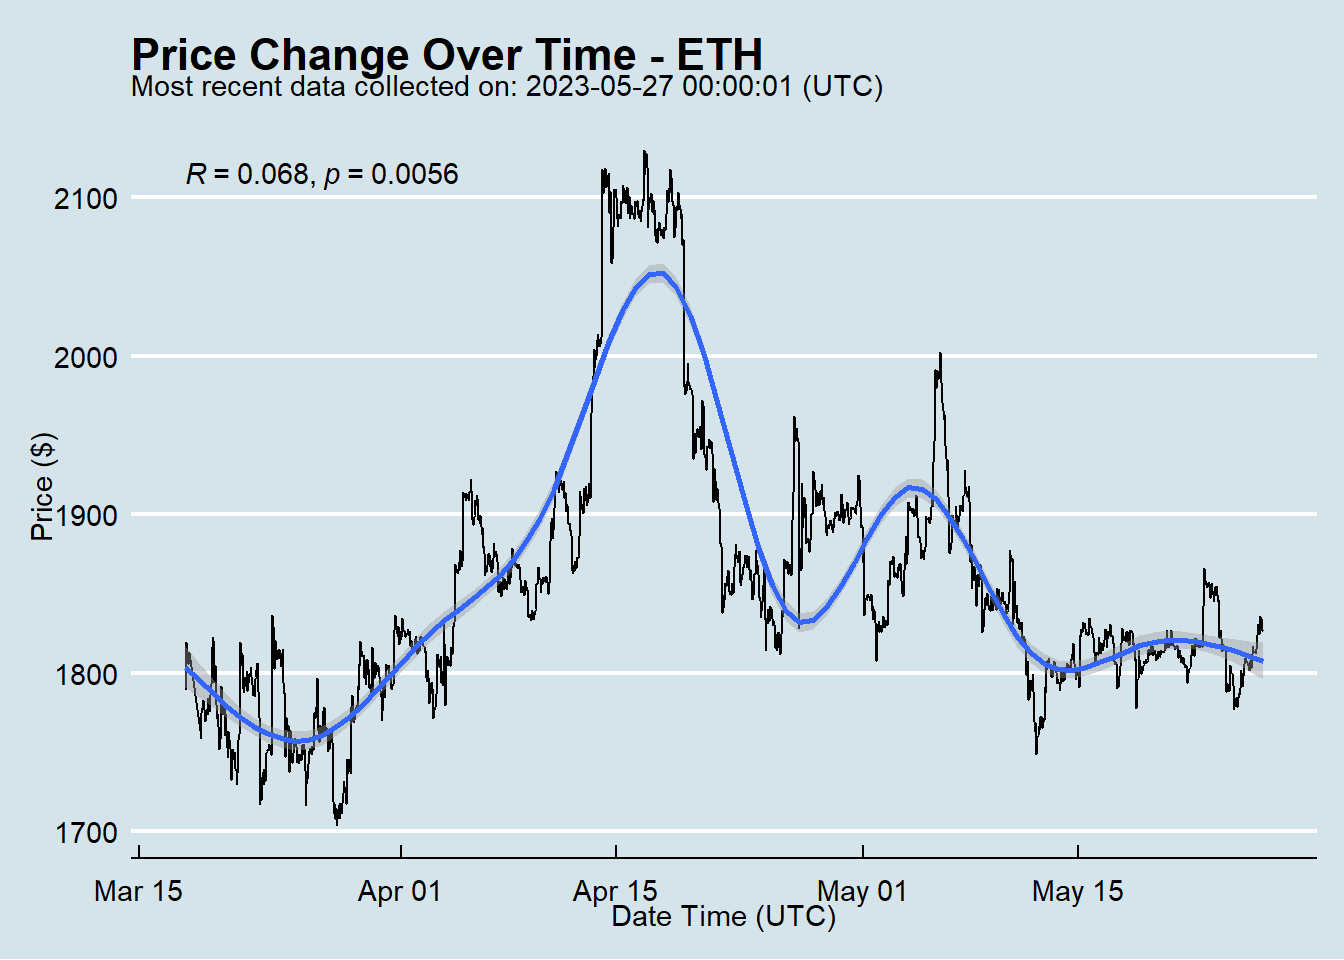 Price Change Over Time - ETH
Most recent data collected on: 2023-05-27 00:00:01 (UTC)
R = 0.068, p = 0.0056
2100
2000
1900
1800
1700
Price ($)
Mar 15 Apr 01 Apr 15 May 01 May 15
Date Time (UTC)